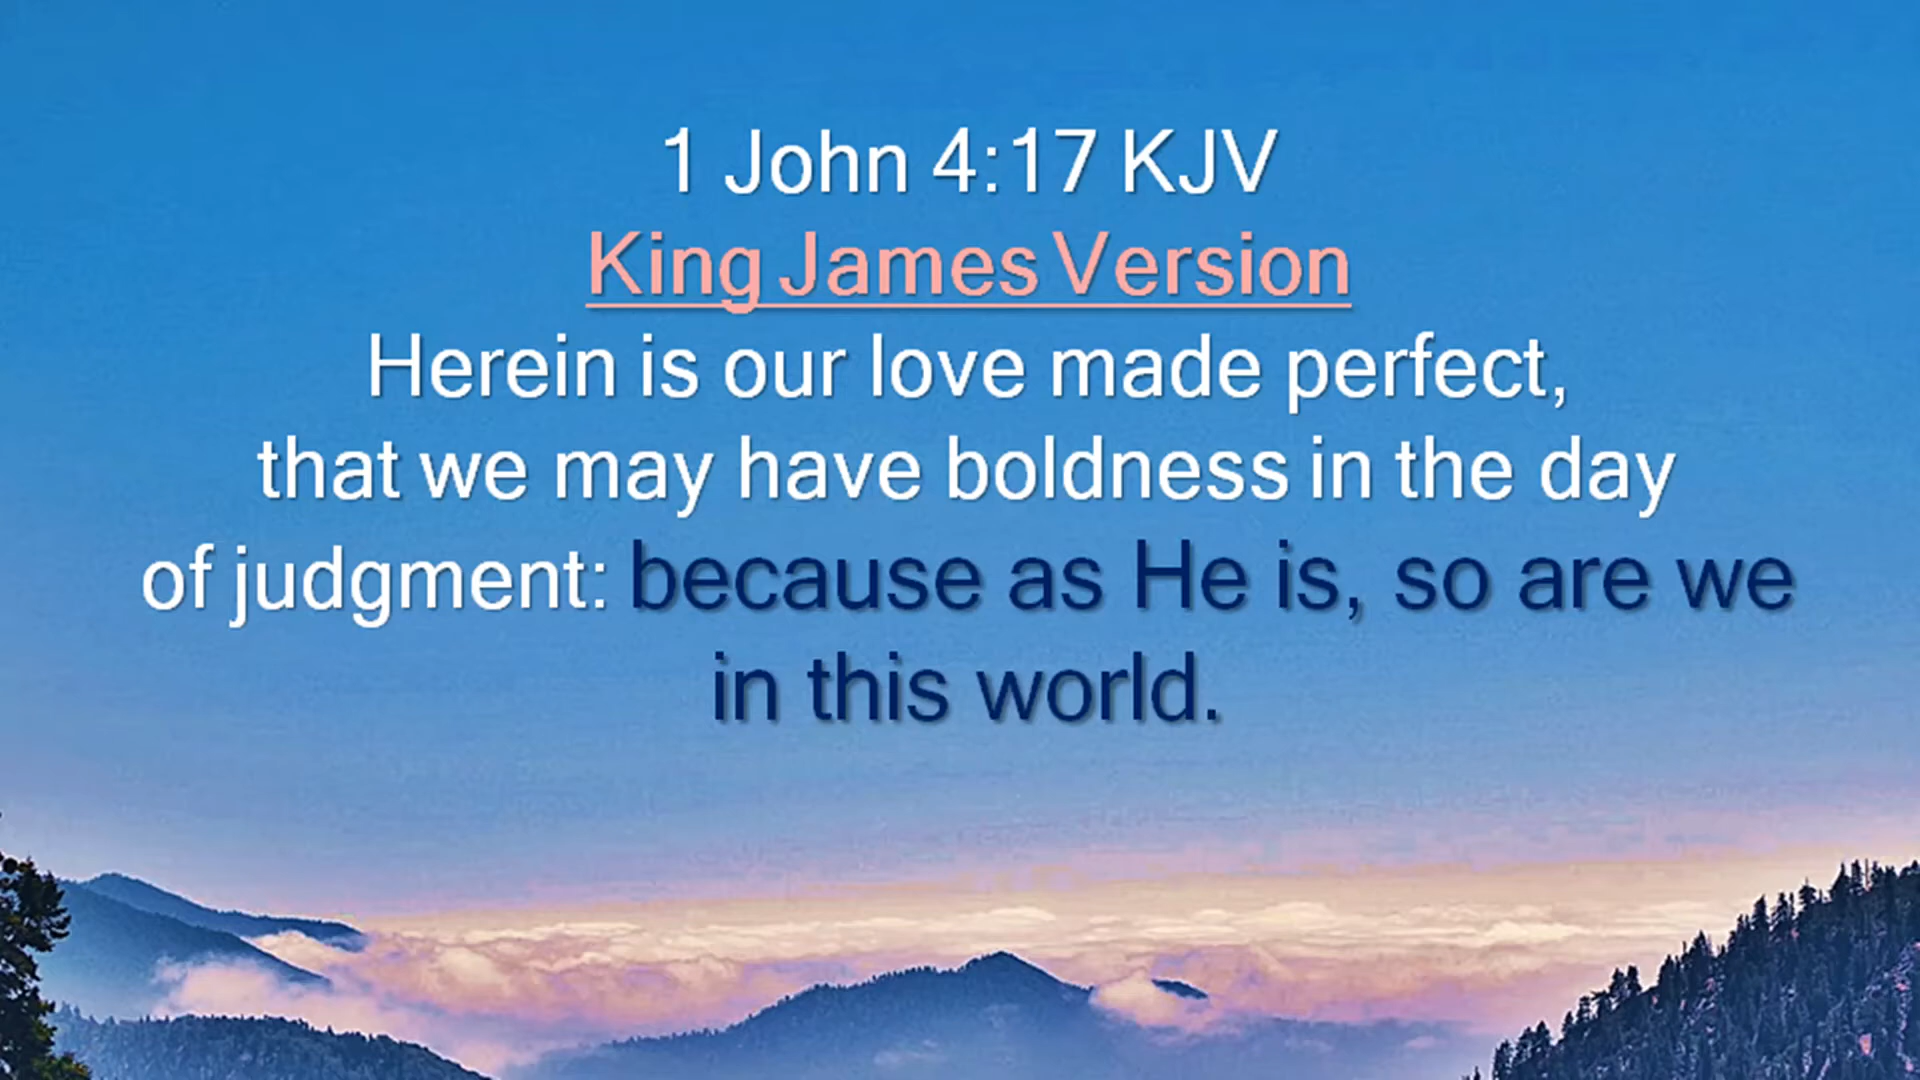 1 John 4:17 KJV
King James Version
Herein is our love made perfect,
that we may have boldness in the day
of judgment: because as He is, so are we
in this world.